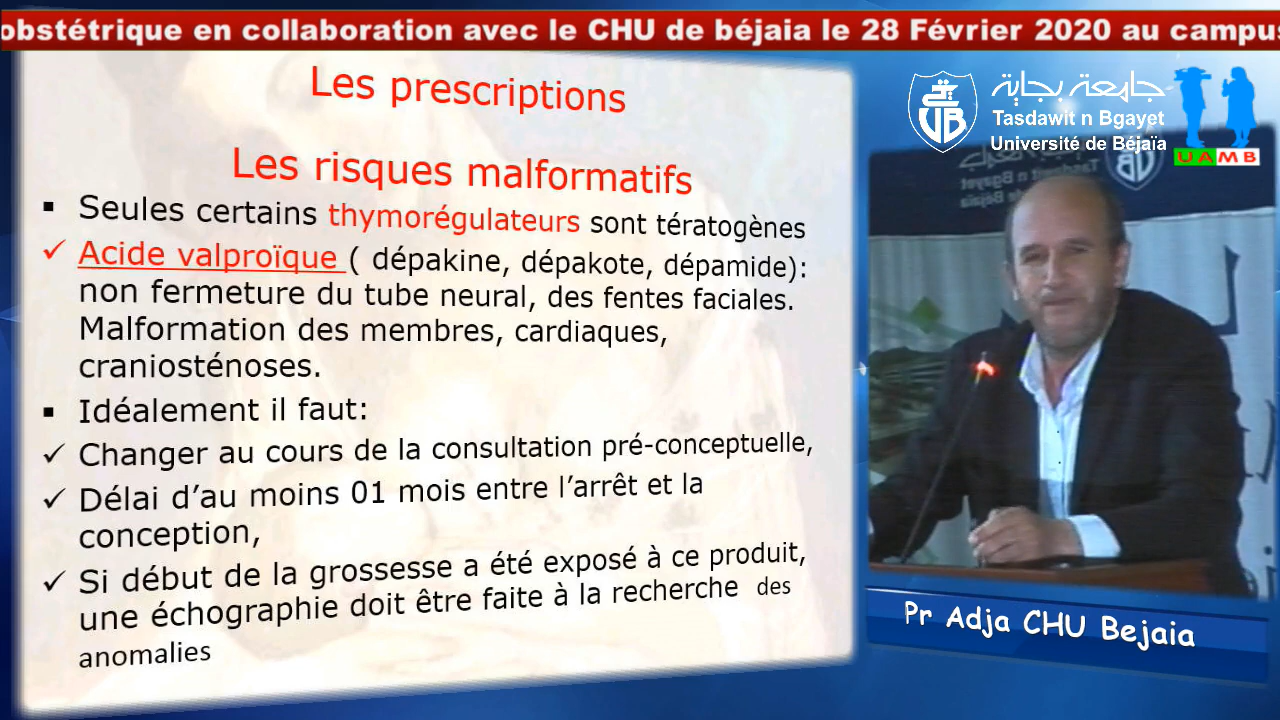 obstétrique en collaboration avec le CHU de béjaia le 28 Février 2020 au campus
Les prescriptions
Les risques malformatifs
▪ Seules certains thymorégulateurs sont tératogènes
✓ Acide valproïque ( dépakine, dépakote, dépamide):
non fermeture du tube neural, des fentes faciales.
Malformation des membres, cardiaques,
craniosténoses.
▪ Idéalement il faut:
✓ Changer au cours de la consultation pré-conceptuelle,
✓ Délai d’au moins 01 mois entre l’arrêt et la
conception,
✓ Si début de la grossesse a été exposé à ce produit,
une échographie doit être faite à la recherche des
anomalies
جامعة بجاية
Tasdawit n Bgayet
Université de Béjaïa
UAMB
Pr Adja CHU Bejaia